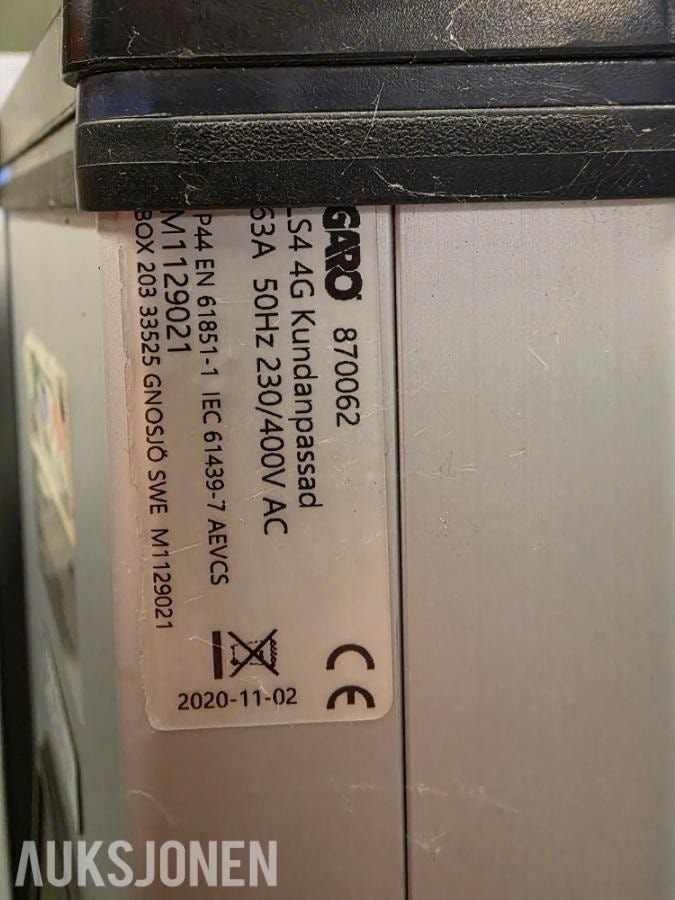 GARO 870062
LS4 4G Kundanpassad
63A 50Hz 230/400V AC
P44 EN 61851-1 IEC 61439-7 AEVCS
M1129021
BOX 203 33525 GNOSJÖ SWE M1129021
CE
2020-11-02
AUKSJONEN